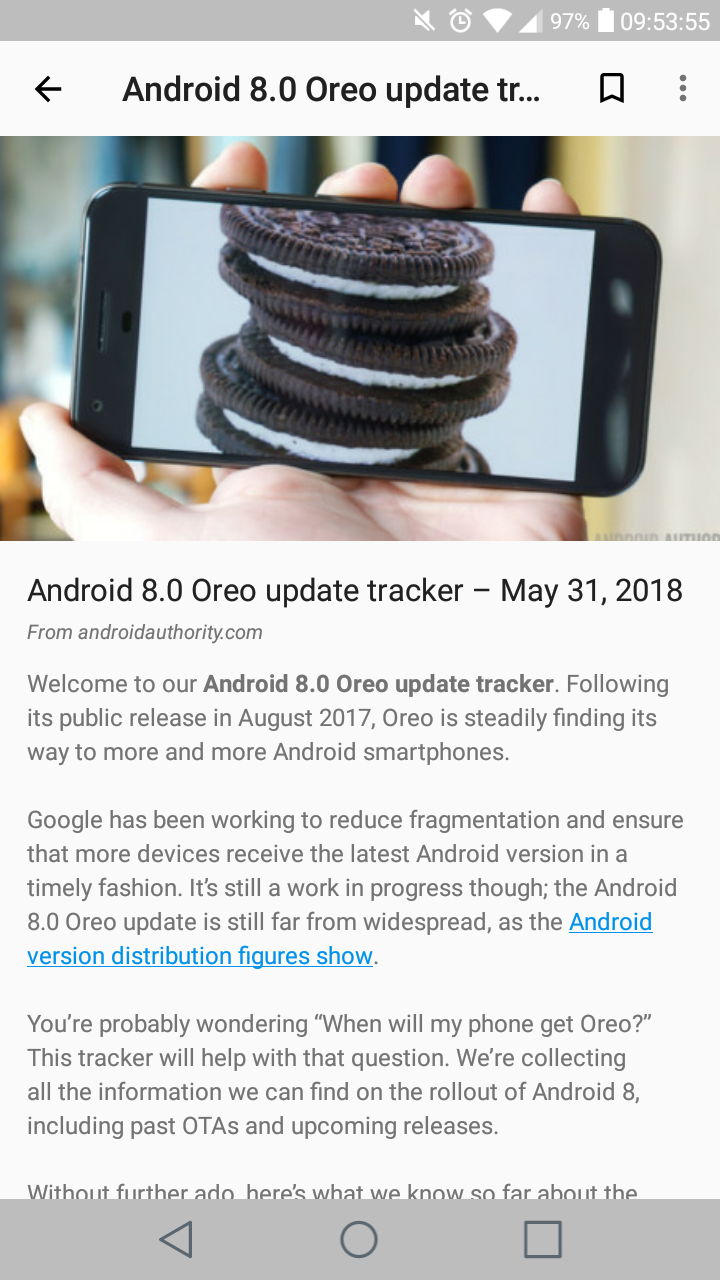 97% 09:53:55
Android 8.0 Oreo update tr...
Android 8.0 Oreo update tracker – May 31, 2018
From androidauthority.com
Welcome to our Android 8.0 Oreo update tracker. Following
its public release in August 2017, Oreo is steadily finding its
way to more and more Android smartphones.
Google has been working to reduce fragmentation and ensure
that more devices receive the latest Android version in a
timely fashion. It’s still a work in progress though; the Android
8.0 Oreo update is still far from widespread, as the Android
version distribution figures show.
You’re probably wondering “When will my phone get Oreo?”
This tracker will help with that question. We’re collecting
all the information we can find on the rollout of Android 8,
including past OTAs and upcoming releases.
Without further ado, here’s what we know so far about the